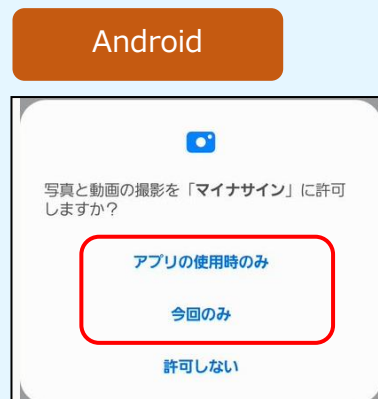 Android
写真と動画の撮影を「マイナサイン」に許可
しますか？
アプリの使用時のみ
今回のみ
許可しない